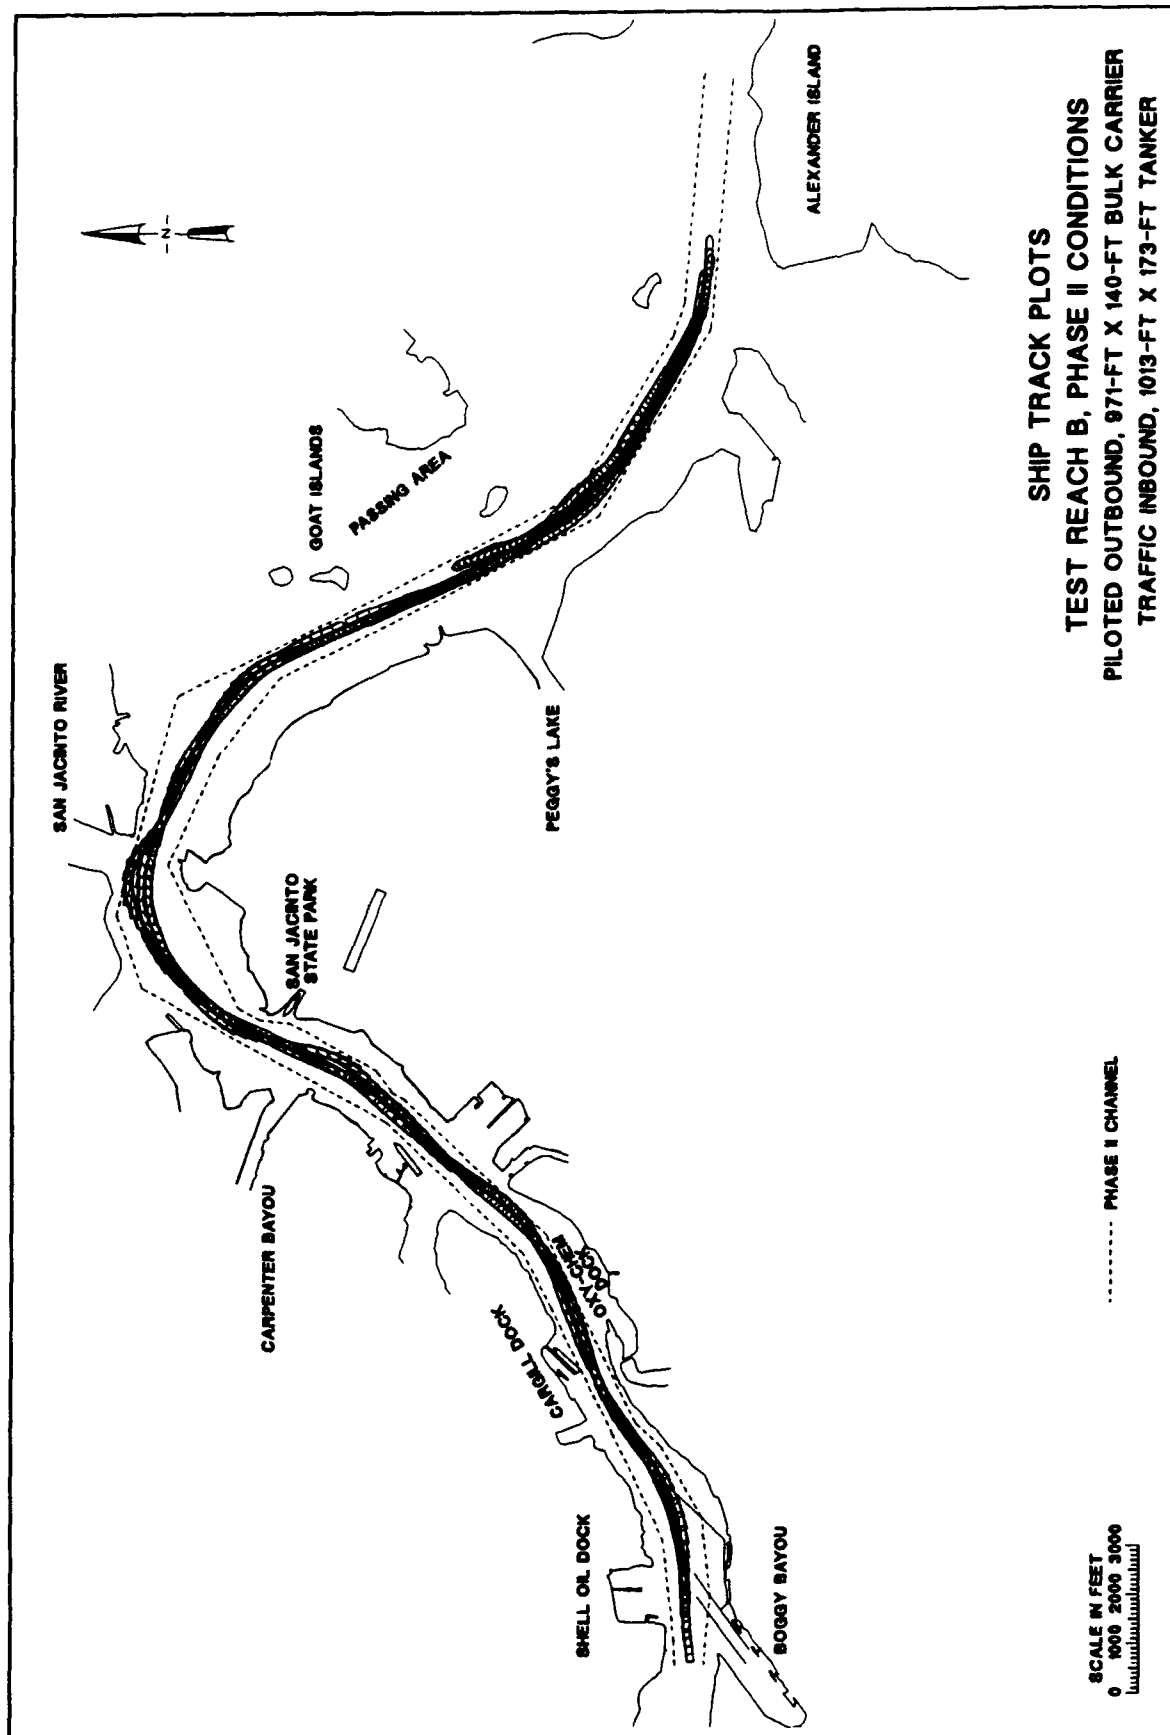 SAN JACINTO RIVER
GOAT ISLANDS
PASSING AREA
ALEXANDER ISLAND
N
SAN JACINTO
STATE PARK
PEGGY'S LAKE
CARPENTER BAYOU
CARGILL DOCK
OXY-CHEM
DOCK
SHELL OIL DOCK
BOGGY BAYOU
SHIP TRACK PLOTS
TEST REACH B, PHASE II CONDITIONS
PILOTED OUTBOUND, 971-FT X 140-FT BULK CARRIER
TRAFFIC INBOUND, 1013-FT X 173-FT TANKER
PHASE II CHANNEL
SCALE IN FEET
0 1000 2000 3000